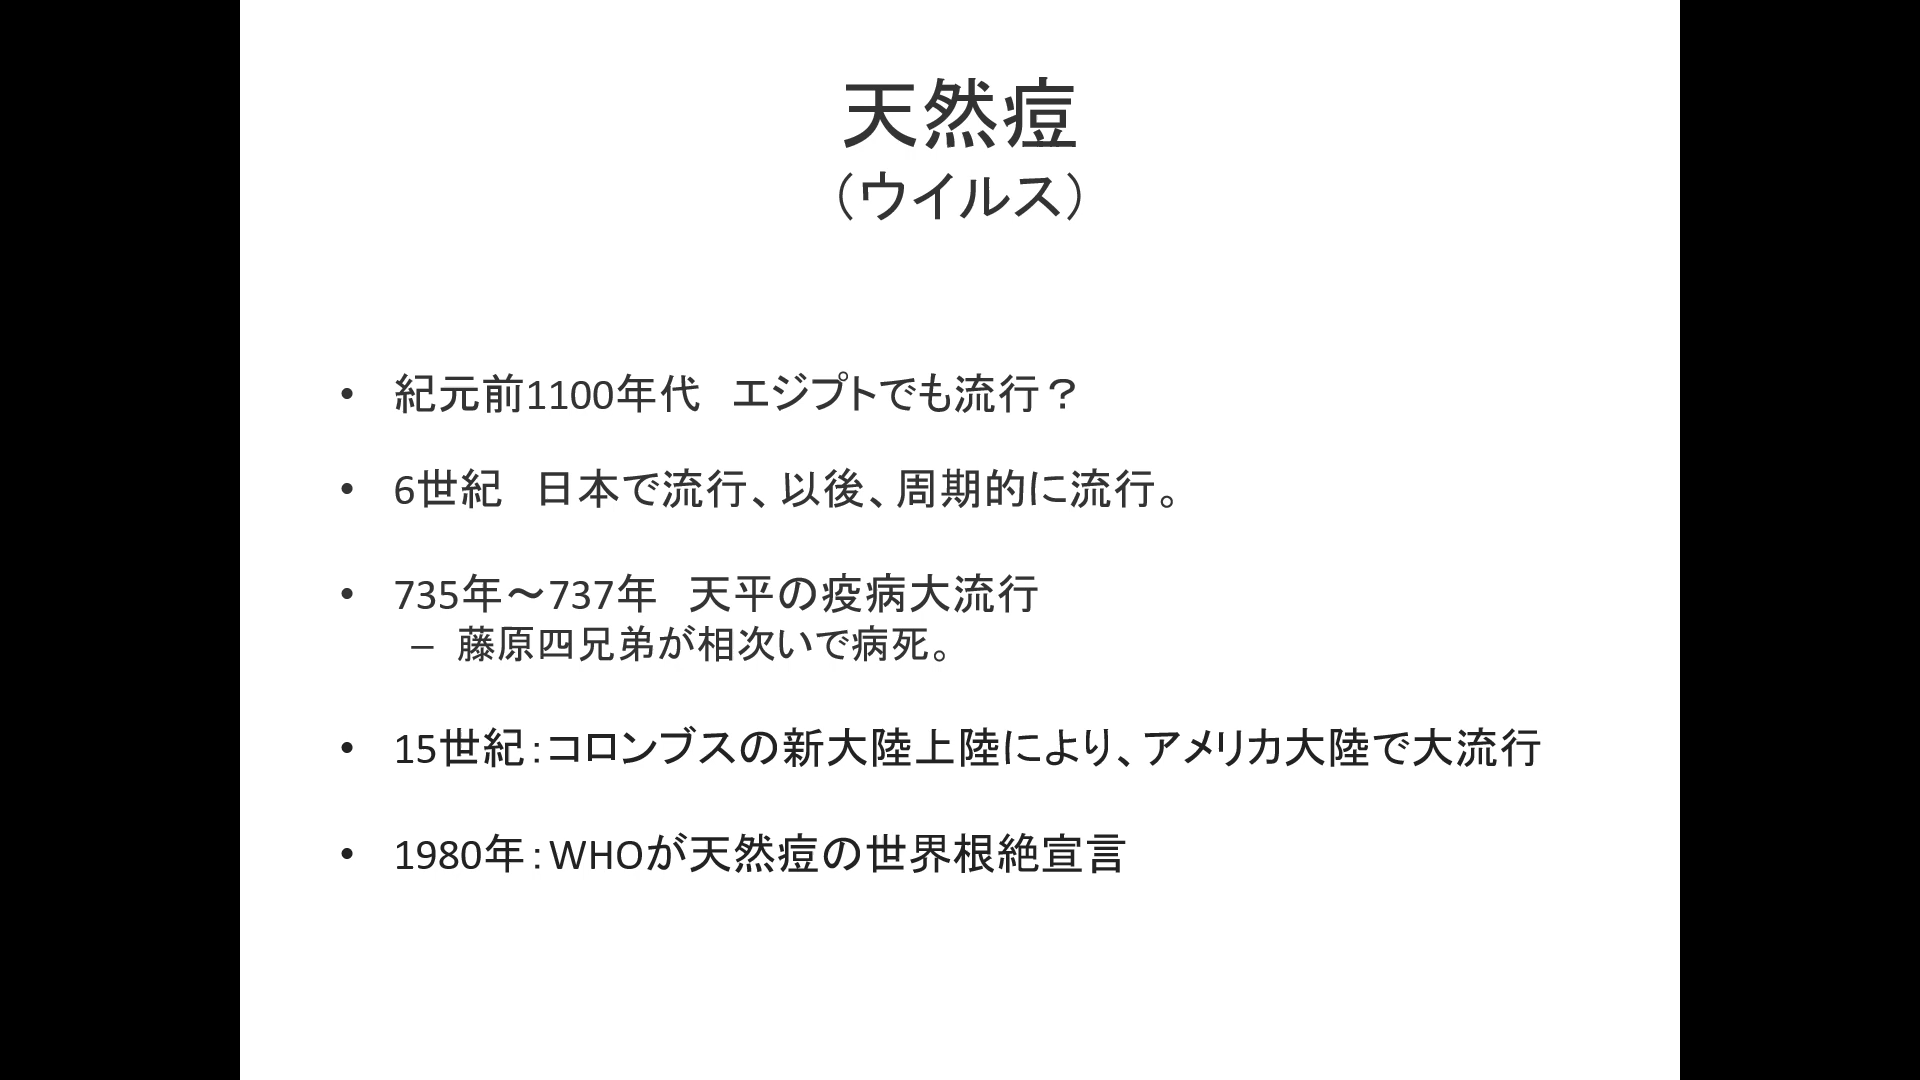 天然痘
（ウイルス）
• 紀元前1100年代　エジプトでも流行？
• 6世紀　日本で流行、以後、周期的に流行。
• 735年～737年　天平の疫病大流行
– 藤原四兄弟が相次いで病死。
• 15世紀：コロンブスの新大陸上陸により、アメリカ大陸で大流行
• 1980年：WHOが天然痘の世界根絶宣言